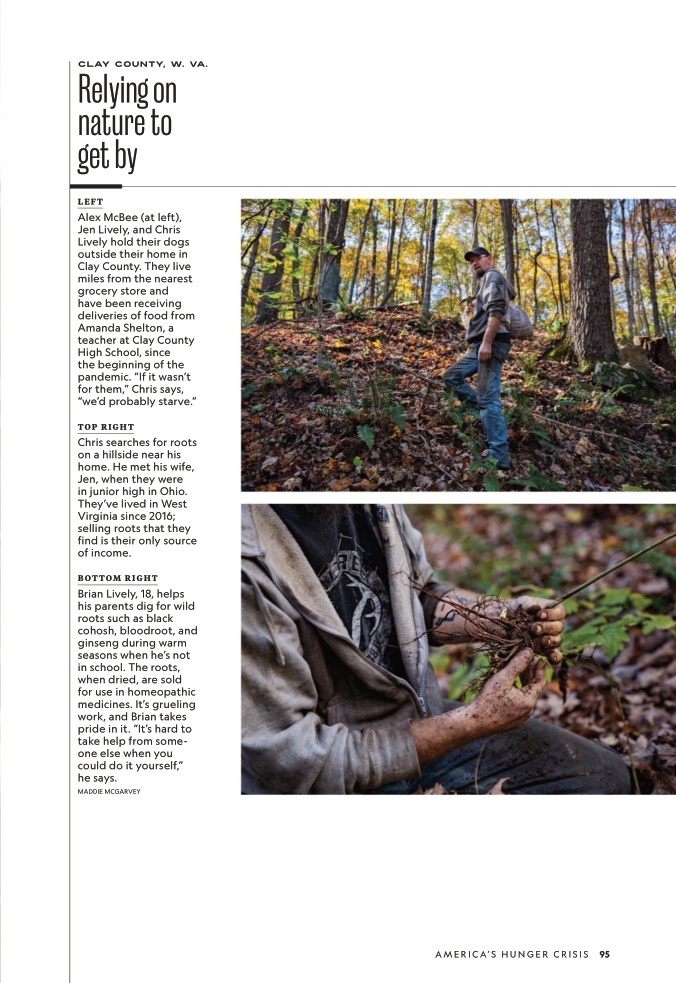 CLAY COUNTY, W. VA.
Relying on
nature to
get by
LEFT
Alex McBee (at left),
Jen Lively, and Chris
Lively hold their dogs
outside their home in
Clay County. They live
miles from the nearest
grocery store and
have been receiving
deliveries of food from
Amanda Shelton, a
teacher at Clay County
High School, since
the beginning of the
pandemic. “If it wasn’t
for them,” Chris says,
“we’d probably starve.”
TOP RIGHT
Chris searches for roots
on a hillside near his
home. He met his wife,
Jen, when they were
in junior high in Ohio.
They’ve lived in West
Virginia since 2016;
selling roots that they
find is their only source
of income.
BOTTOM RIGHT
Brian Lively, 18, helps
his parents dig for wild
roots such as black
cohosh, bloodroot, and
ginseng during warm
seasons when he’s not
in school. The roots,
when dried, are sold
for use in homeopathic
medicines. It’s grueling
work, and Brian takes
pride in it. “It’s hard to
take help from some-
one else when you
could do it yourself,”
he says.
MADDIE MCGARVEY
AMERICA’S HUNGER CRISIS 95